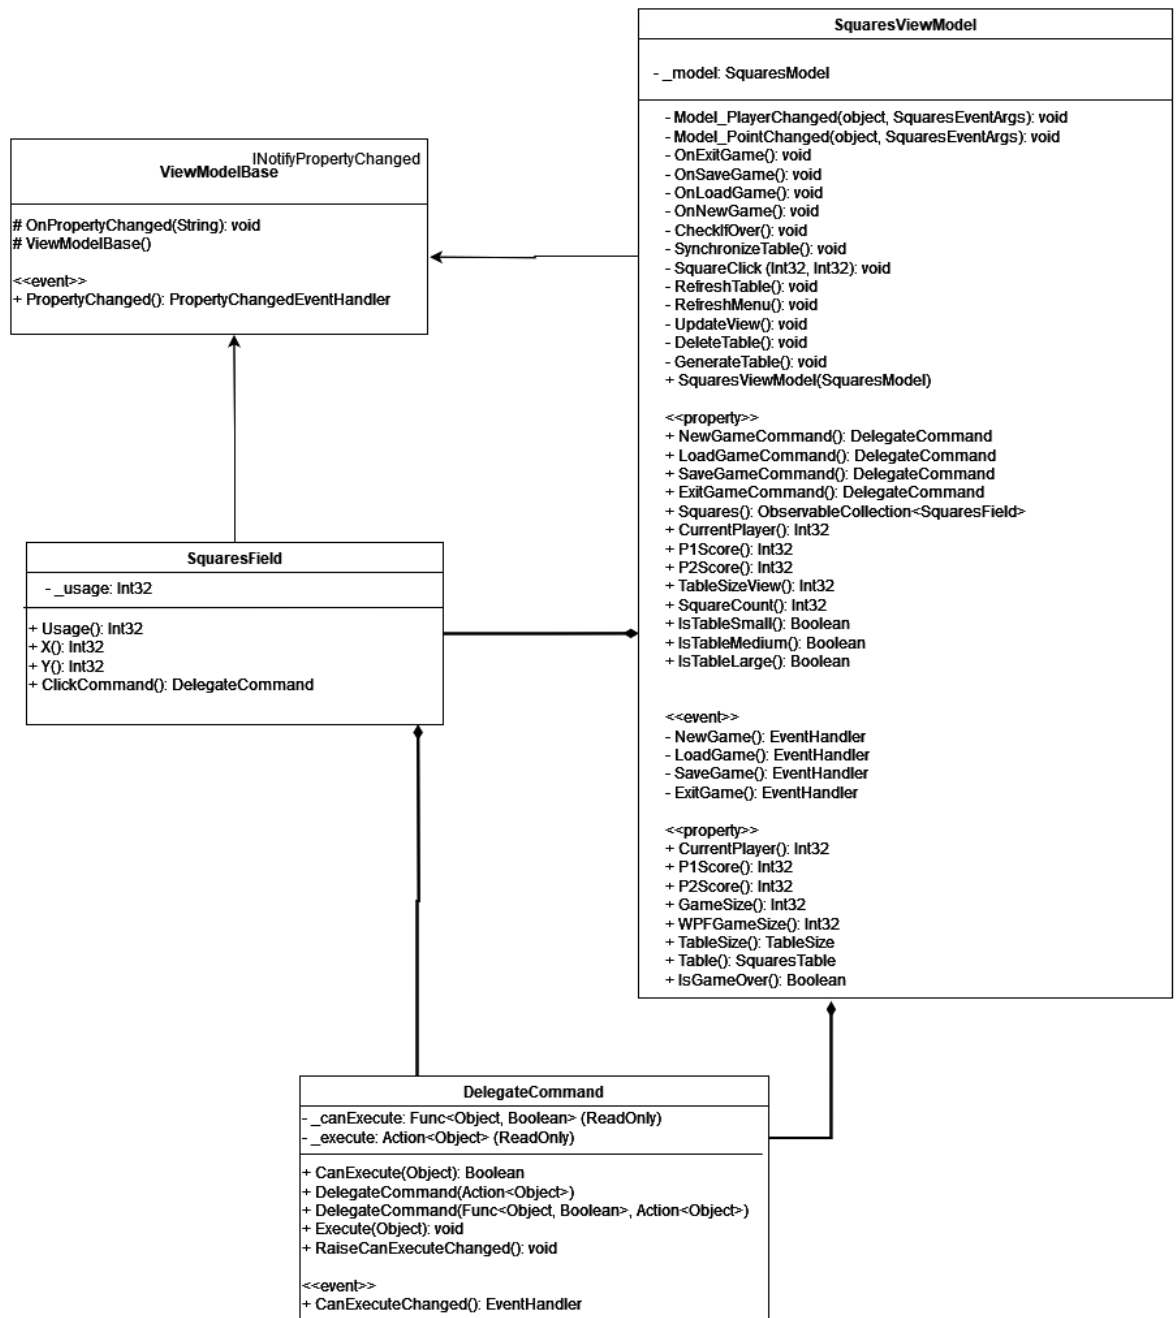 SquaresViewModel
- _model: SquaresModel
- Model_PlayerChanged(object, SquaresEventArgs): void
- Model_PointChanged(object, SquaresEventArgs): void
- OnExitGame(): void
- OnSaveGame(): void
- OnLoadGame(): void
- OnNewGame(): void
- CheckIfOver(): void
- SynchronizeTable(): void
- SquareClick (Int32, Int32): void
- RefreshTable(): void
- RefreshMenu(): void
- UpdateView(): void
- DeleteTable(): void
- GenerateTable(): void
+ SquaresViewModel(SquaresModel)
<<property>>
+ NewGameCommand(): DelegateCommand
+ LoadGameCommand(): DelegateCommand
+ SaveGameCommand(): DelegateCommand
+ ExitGameCommand(): DelegateCommand
+ Squares(): ObservableCollection<SquaresField>
+ CurrentPlayer(): Int32
+ P1Score(): Int32
+ P2Score(): Int32
+ TableSizeView(): Int32
+ SquareCount(): Int32
+ IsTableSmall(): Boolean
+ IsTableMedium(): Boolean
+ IsTableLarge(): Boolean
<<event>>
- NewGame(): EventHandler
- LoadGame(): EventHandler
- SaveGame(): EventHandler
- ExitGame(): EventHandler
<<property>>
+ CurrentPlayer(): Int32
+ P1Score(): Int32
+ P2Score(): Int32
+ GameSize(): Int32
+ WPFGameSize(): Int32
+ TableSize(): TableSize
+ Table(): SquaresTable
+ IsGameOver(): Boolean
INotifyPropertyChanged
ViewModelBase
# OnPropertyChanged(String): void
# ViewModelBase()
<<event>>
+ PropertyChanged(): PropertyChangedEventHandler
SquaresField
- _usage: Int32
+ Usage(): Int32
+ X(): Int32
+ Y(): Int32
+ ClickCommand(): DelegateCommand
DelegateCommand
- _canExecute: Func<Object, Boolean> (ReadOnly)
- _execute: Action<Object> (ReadOnly)
+ CanExecute(Object): Boolean
+ DelegateCommand(Action<Object>)
+ DelegateCommand(Func<Object, Boolean>, Action<Object>)
+ Execute(Object): void
+ RaiseCanExecuteChanged(): void
<<event>>
+ CanExecuteChanged(): EventHandler